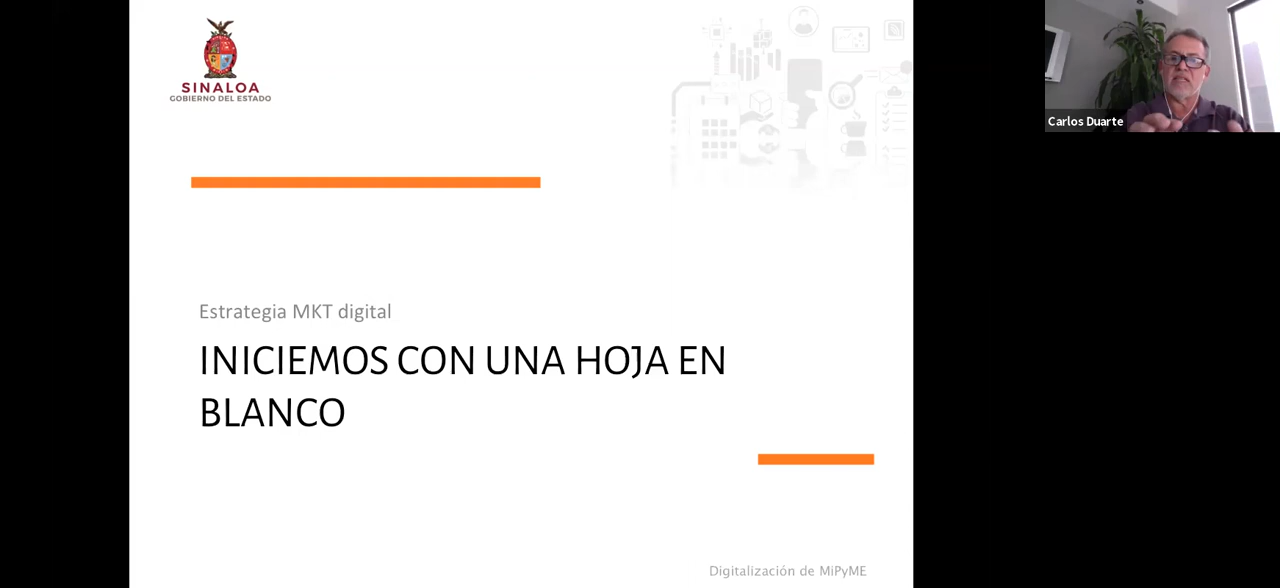 SINALOA
GOBIERNO DEL ESTADO
Carlos Duarte
Estrategia MKT digital
INICIEMOS CON UNA HOJA EN
BLANCO
Digitalización de MiPyME